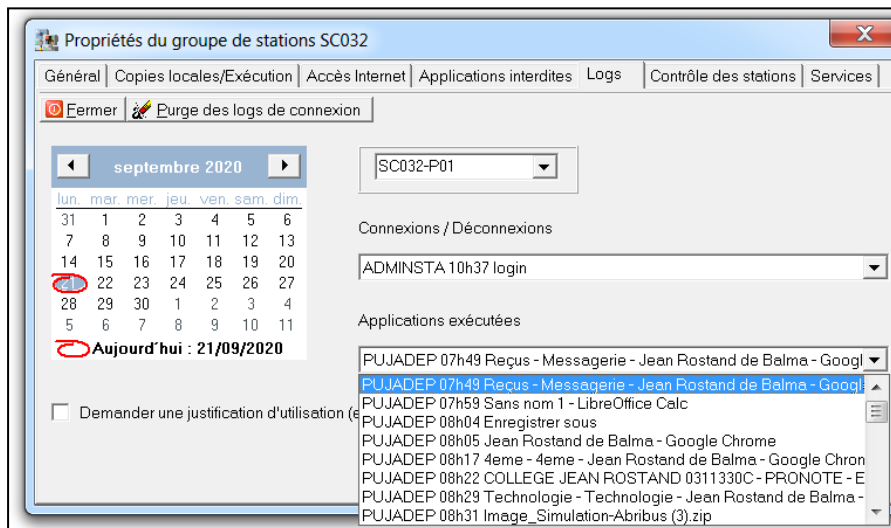 Propriétés du groupe de stations SC032
Général Copies locales/Exécution Accès Internet Applications interdites Logs Contrôle des stations Services
Fermer Purge des logs de connexion
septembre 2020
lun. mar. mer. jeu. ven. sam. dim.
31 1 2 3 4 5 6
7 8 9 10 11 12 13
14 15 16 17 18 19 20
21 22 23 24 25 26 27
28 29 30 1 2 3 4
5 6 7 8 9 10 11
Aujourd'hui : 21/09/2020
Demander une justification d'utilisation (e
SC032-P01
Connexions / Déconnexions
ADMINSTA 10h37 login
Applications exécutées
PUJADEP 07h49 Reçus - Messagerie - Jean Rostand de Balma - Googl
PUJADEP 07h49 Reçus - Messagerie - Jean Rostand de Balma - Googl
PUJADEP 07h59 Sans nom 1 - LibreOffice Calc
PUJADEP 08h04 Enregistrer sous
PUJADEP 08h05 Jean Rostand de Balma - Google Chrome
PUJADEP 08h17 4eme - 4eme - Jean Rostand de Balma - Google Chron
PUJADEP 08h22 COLLEGE JEAN ROSTAND 0311330C - PRONOTE - E
PUJADEP 08h29 Technologie - Technologie - Jean Rostand de Balma -
PUJADEP 08h31 Image_Simulation-Abribus (3).zip